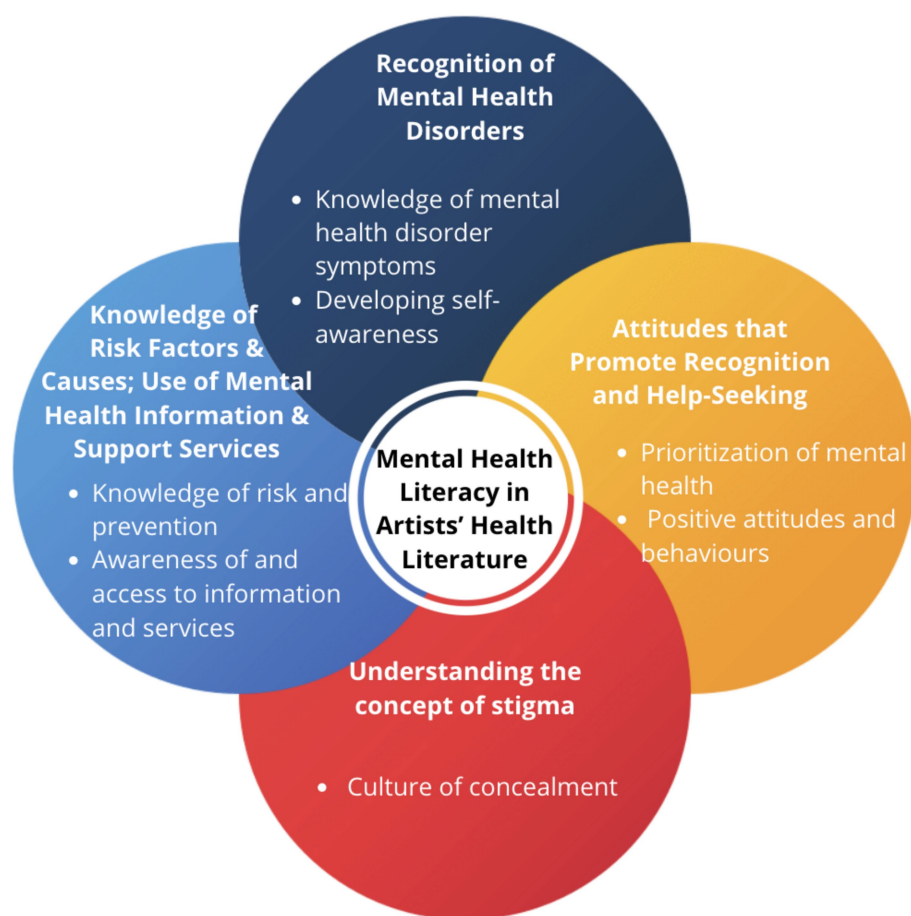 Recognition of
Mental Health
Disorders
• Knowledge of mental
health disorder
symptoms
• Developing self-
awareness
Knowledge of
Risk Factors &
Causes; Use of Mental
Health Information &
Support Services
• Knowledge of risk and
prevention
• Awareness of and
access to information
and services
Attitudes that
Promote Recognition
and Help-Seeking
• Prioritization of mental
health
• Positive attitudes and
behaviours
Mental Health
Literacy in
Artists’ Health
Literature
Understanding the
concept of stigma
• Culture of concealment